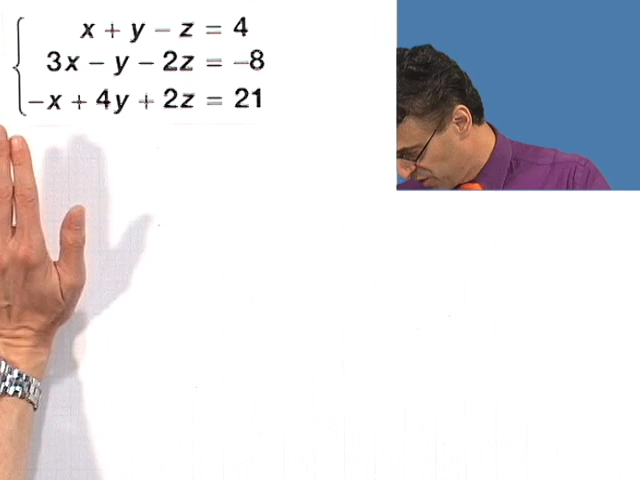 x + y − z = 4
3x − y − 2z = −8
−x + 4y + 2z = 21